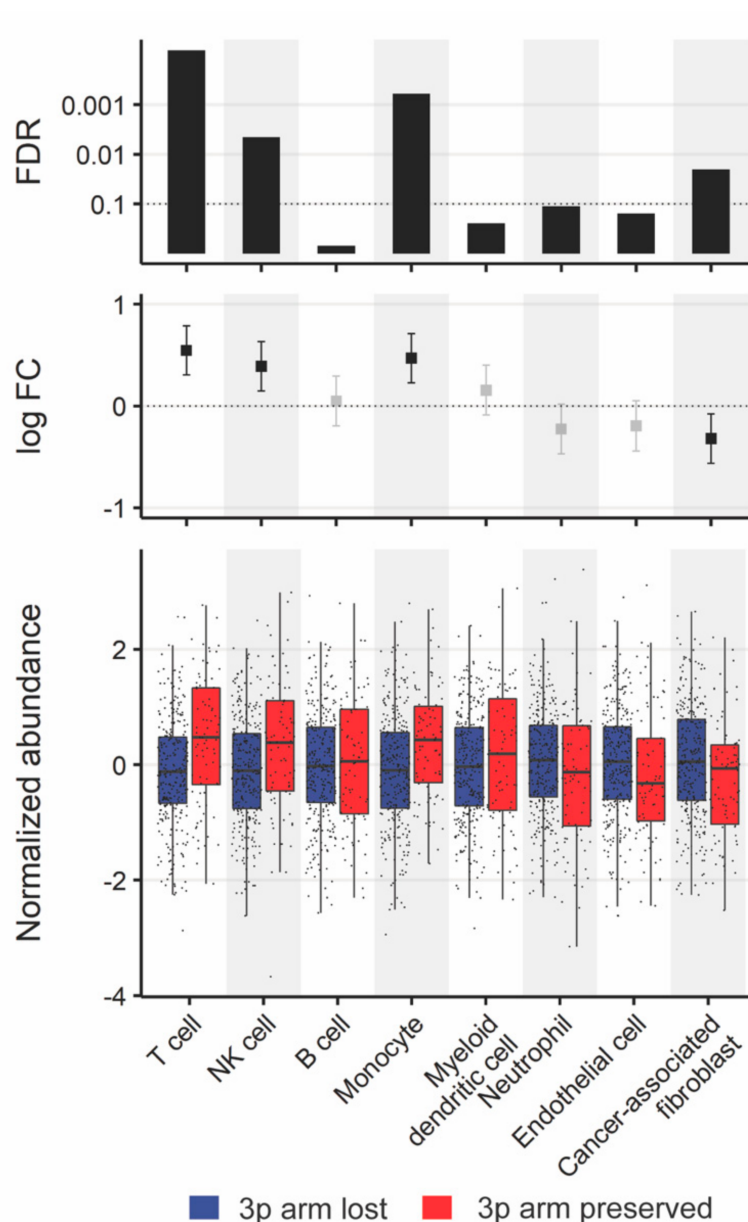 FDR
0.001
0.01
0.1
log FC
1
0
-1
Normalized abundance
2
0
-2
-4
T cell
NK cell
B cell
Monocyte
Myeloid
dendritic cell
Neutrophil
Endothelial cell
Cancer-associated
fibroblast
3p arm lost
3p arm preserved